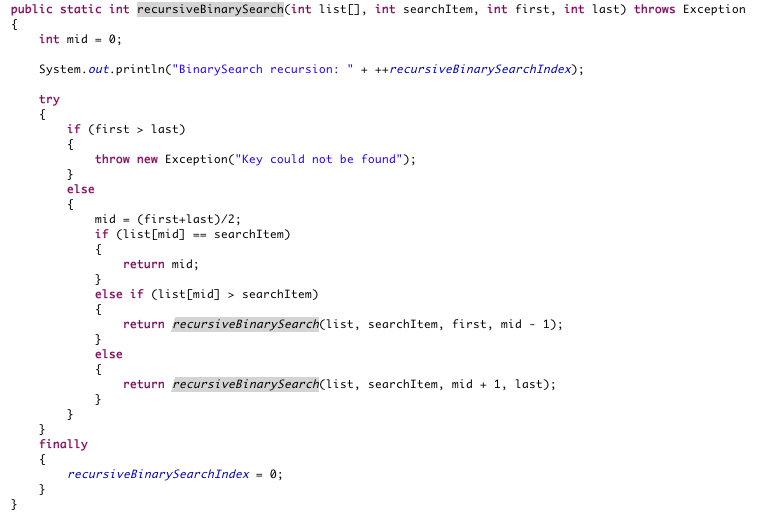 public static int recursiveBinarySearch(int list[], int searchItem, int first, int last) throws Exception
{
    int mid = 0;

    System.out.println("BinarySearch recursion: " + ++recursiveBinarySearchIndex);

    try
    {
        if (first > last)
        {
            throw new Exception("Key could not be found");
        }
        else
        {
            mid = (first+last)/2;
            if (list[mid] == searchItem)
            {
                return mid;
            }
            else if (list[mid] > searchItem)
            {
                return recursiveBinarySearch(list, searchItem, first, mid - 1);
            }
            else
            {
                return recursiveBinarySearch(list, searchItem, mid + 1, last);
            }
        }
    }
    finally
    {
        recursiveBinarySearchIndex = 0;
    }
}